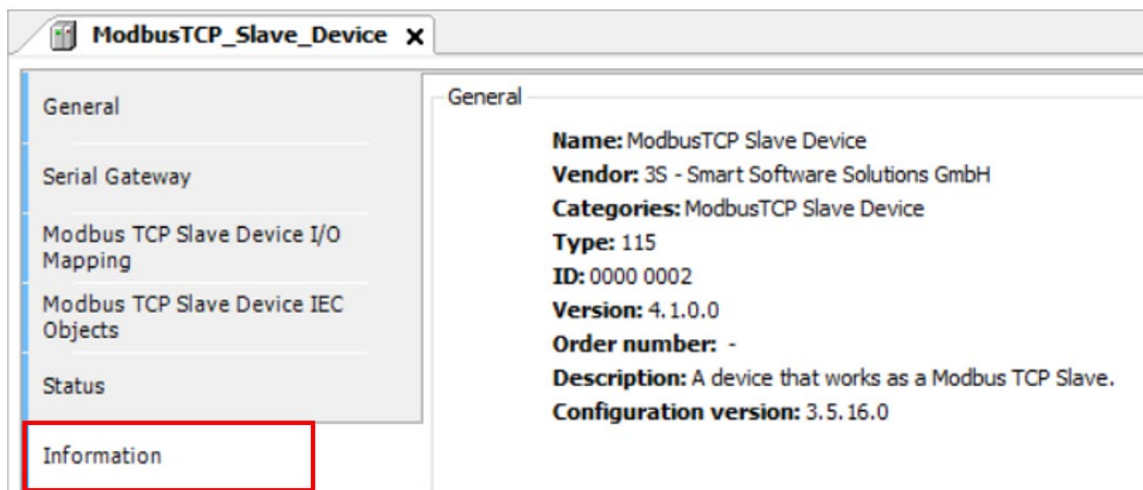 ModbusTCP_Slave_Device
General
Serial Gateway
Modbus TCP Slave Device I/O
Mapping
Modbus TCP Slave Device IEC
Objects
Status
Information
General
Name: ModbusTCP Slave Device
Vendor: 3S - Smart Software Solutions GmbH
Categories: ModbusTCP Slave Device
Type: 115
ID: 0000 0002
Version: 4.1.0.0
Order number: -
Description: A device that works as a Modbus TCP Slave.
Configuration version: 3.5.16.0